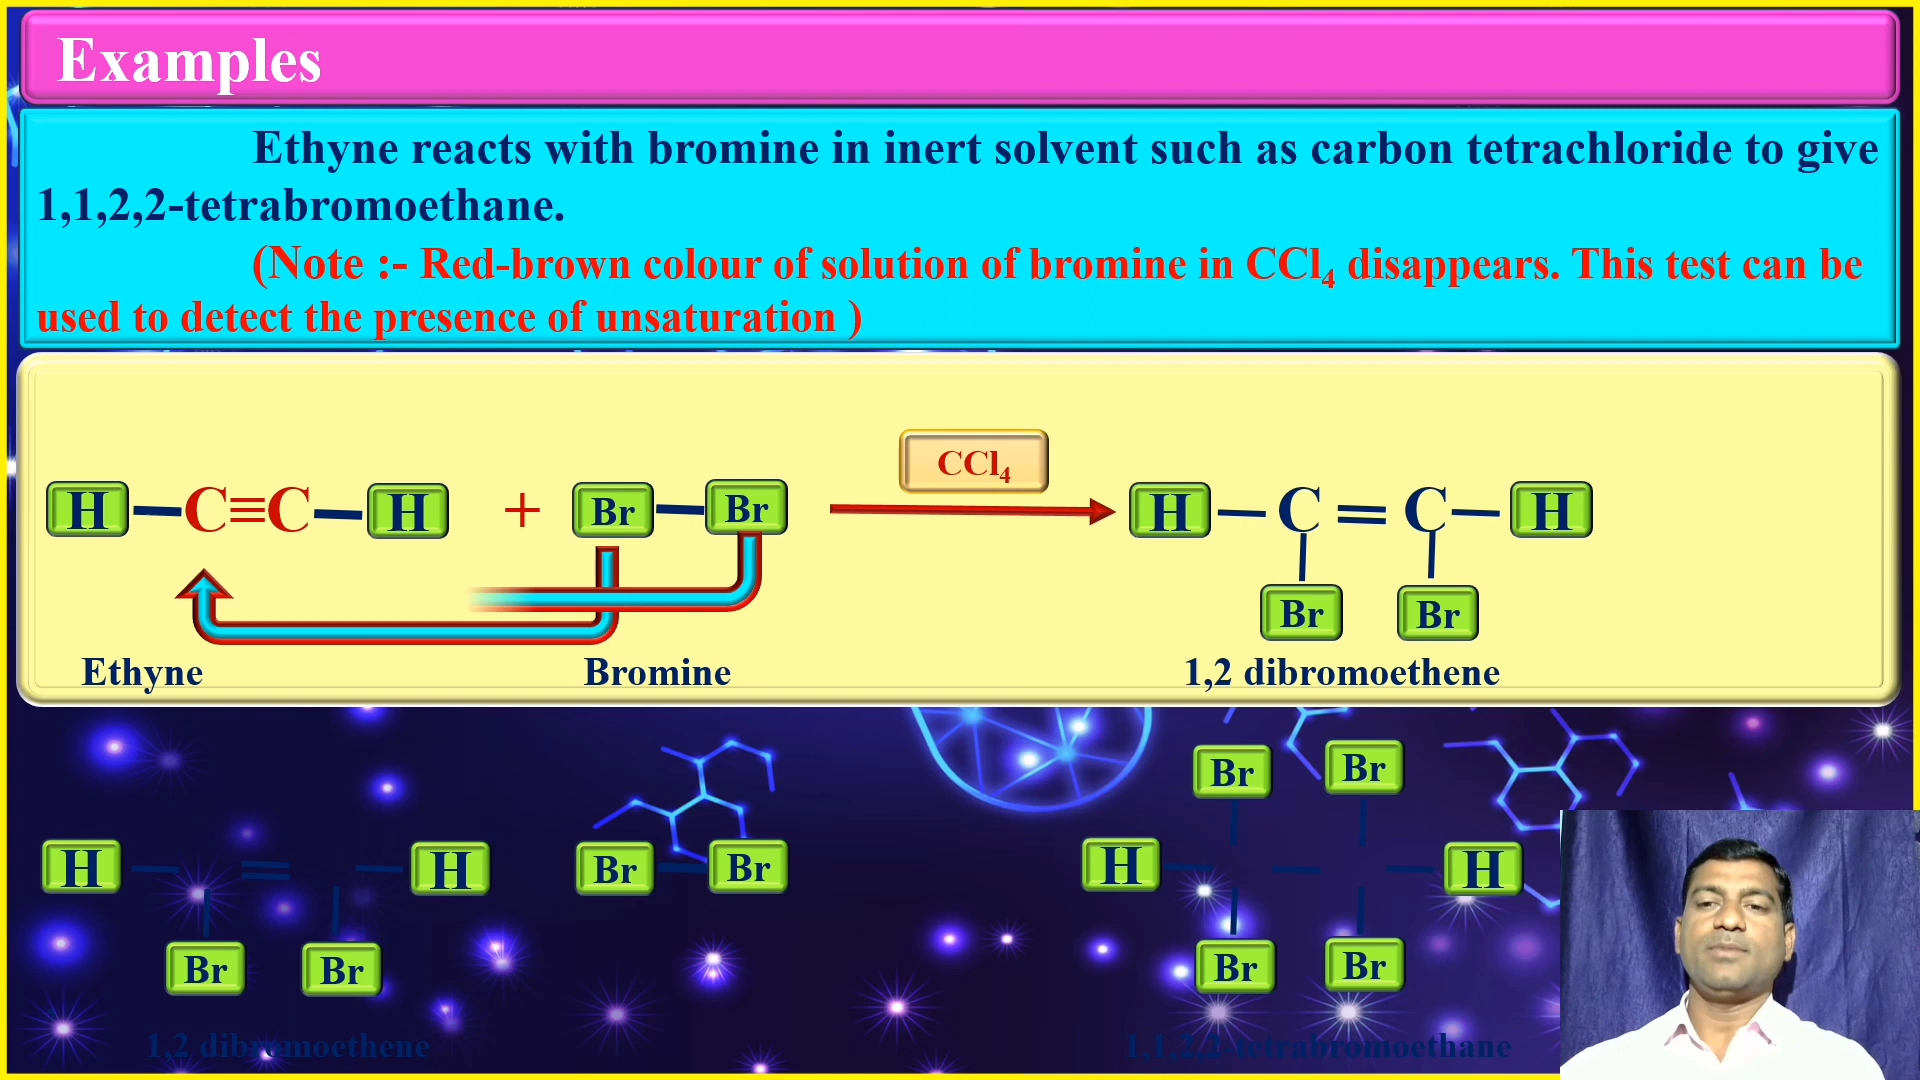 Examples
Ethyne reacts with bromine in inert solvent such as carbon tetrachloride to give
1,1,2,2-tetrabromoethane.
(Note :- Red-brown colour of solution of bromine in CCl₄ disappears. This test can be
used to detect the presence of unsaturation )
CCl₄
H C≡C H + Br Br H C = C H
Br Br
Ethyne Bromine 1,2 dibromoethene
Br Br
H = H Br Br H H
Br Br Br Br
1,2 dibromoethene 1,1,2,2-tetrabromoethane